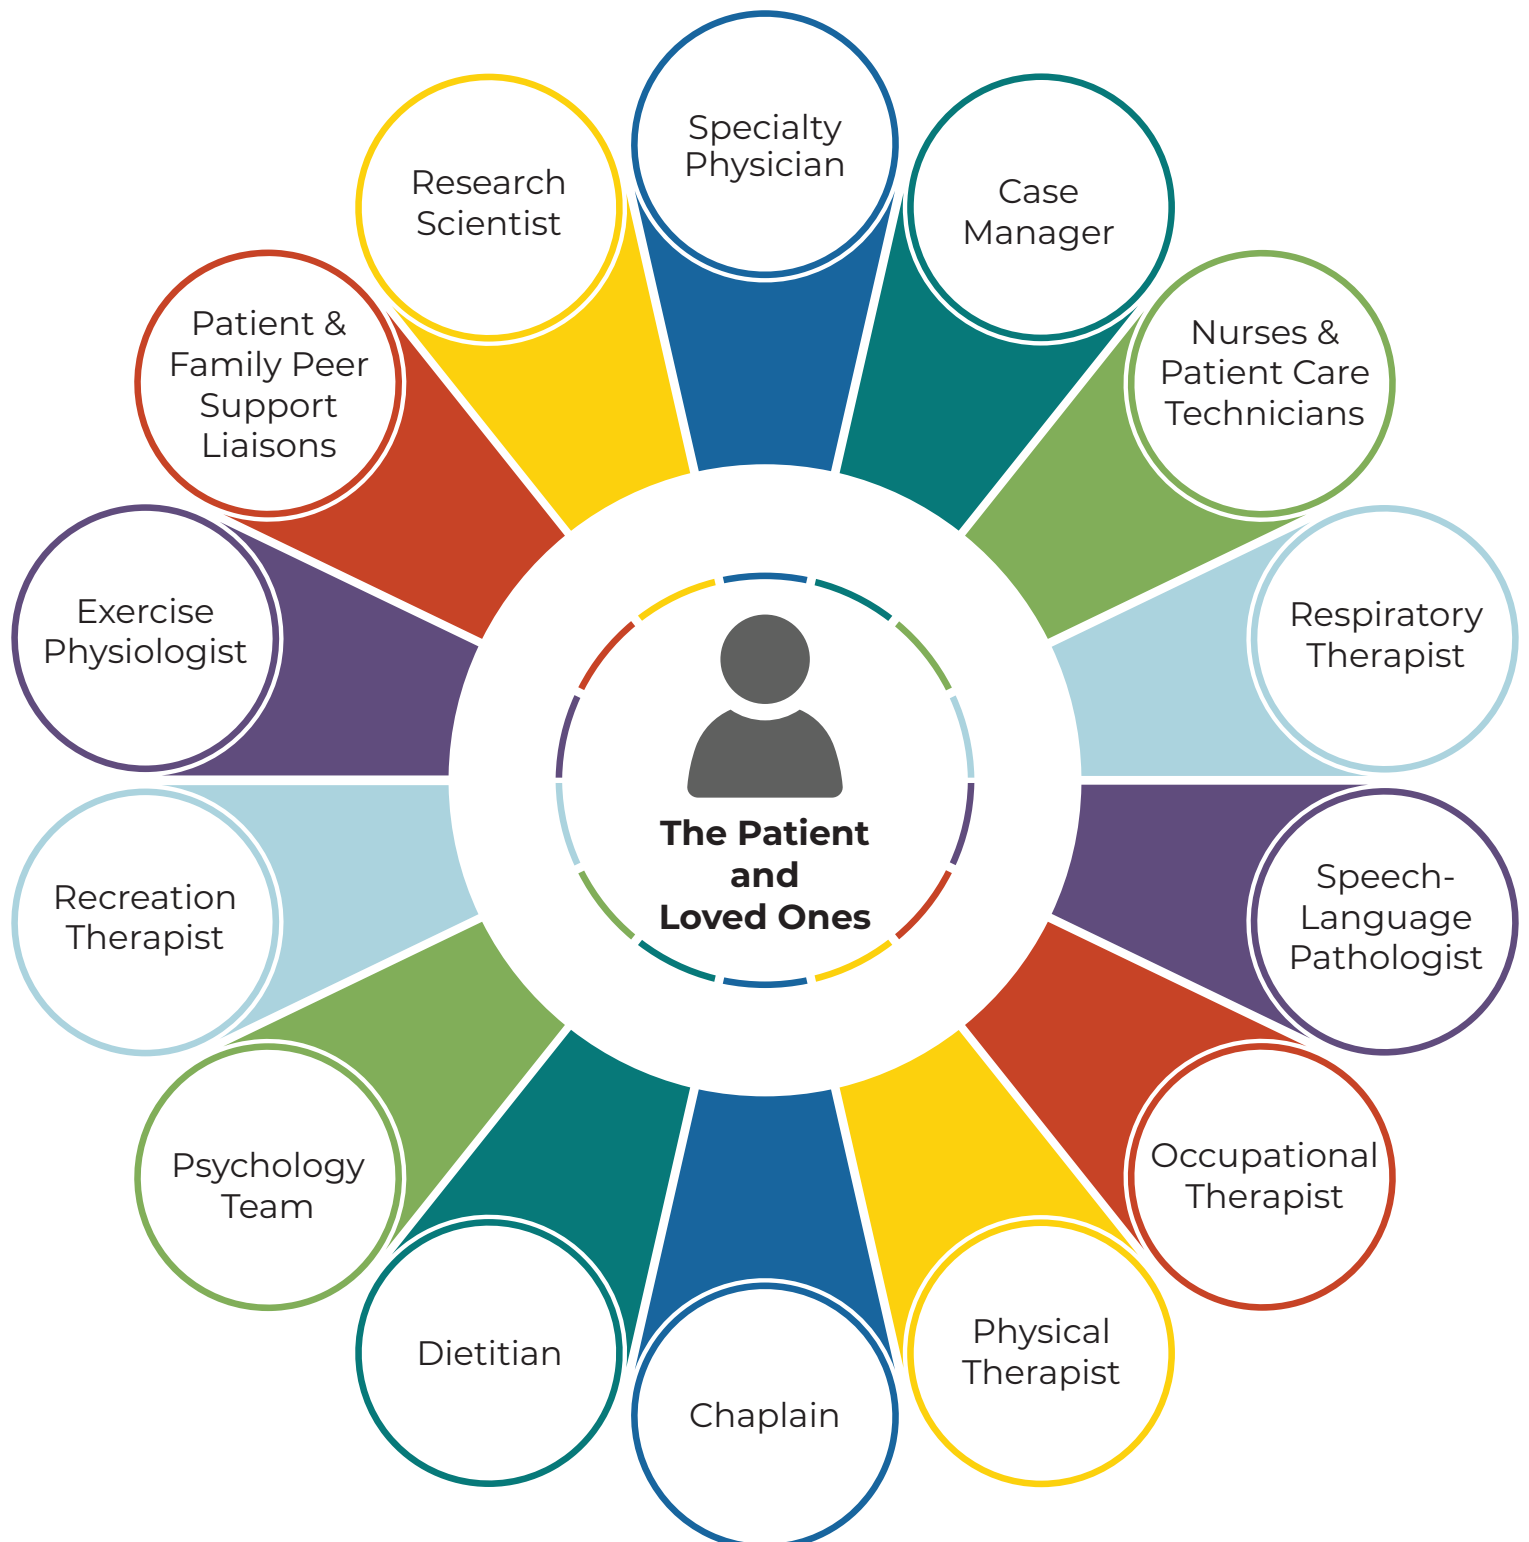 Specialty
Physician
Case
Manager
Nurses &
Patient Care
Technicians
Respiratory
Therapist
Speech-
Language
Pathologist
Occupational
Therapist
Physical
Therapist
Chaplain
Dietitian
Psychology
Team
Recreation
Therapist
Exercise
Physiologist
Patient &
Family Peer
Support
Liaisons
Research
Scientist
The Patient
and
Loved Ones